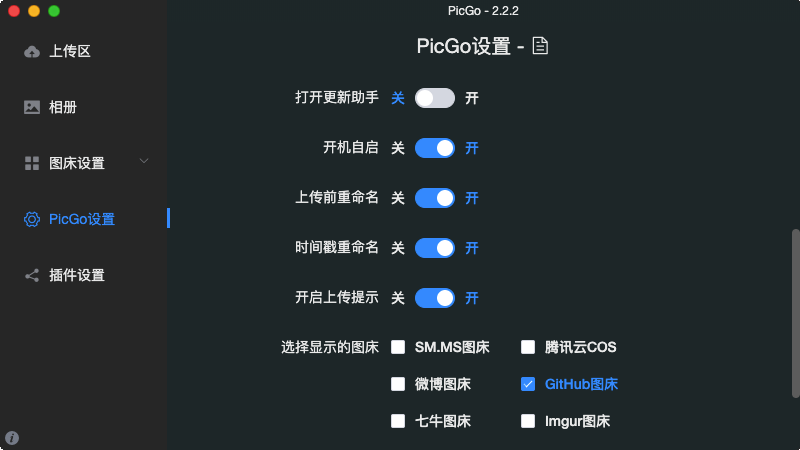 PicGo - 2.2.2
上传区
相册
图床设置
PicGo设置
插件设置
PicGo设置 -
打开更新助手 关 开
开机自启 关 开
上传前重命名 关 开
时间戳重命名 关 开
开启上传提示 关 开
选择显示的图床 SM.MS图床 腾讯云COS
微博图床 GitHub图床
七牛图床 Imgur图床